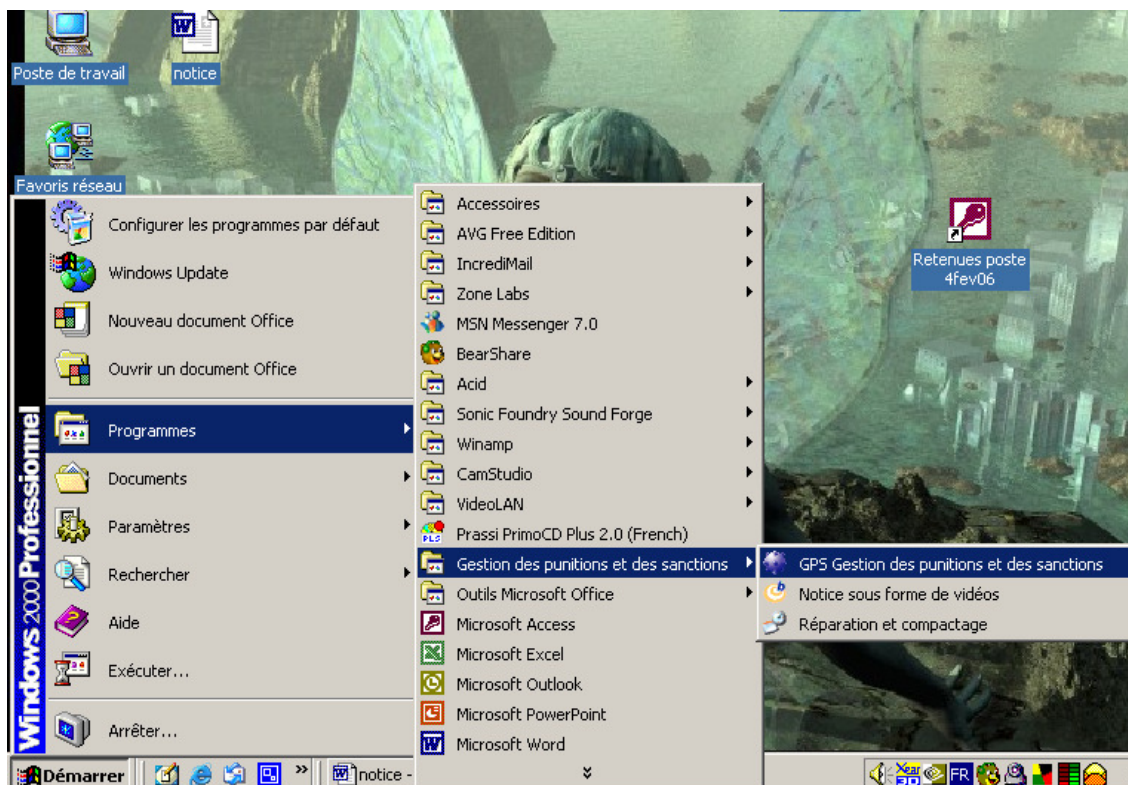 Poste de travail
notice
Favoris réseau
Retenues poste
4fev06
Windows 2000 Professionnel
Configurer les programmes par défaut
Windows Update
Nouveau document Office
Ouvrir un document Office
Programmes
Documents
Paramètres
Rechercher
Aide
Exécuter...
Arrêter...
Accessoires
AVG Free Edition
IncrediMail
Zone Labs
MSN Messenger 7.0
BearShare
Acid
Sonic Foundry Sound Forge
Winamp
CamStudio
VideoLAN
Prassi PrimoCD Plus 2.0 (French)
Gestion des punitions et des sanctions
Outils Microsoft Office
Microsoft Access
Microsoft Excel
Microsoft Outlook
Microsoft PowerPoint
Microsoft Word
GPS Gestion des punitions et des sanctions
Notice sous forme de vidéos
Réparation et compactage
Démarrer
notice -
Xear
3D
FR